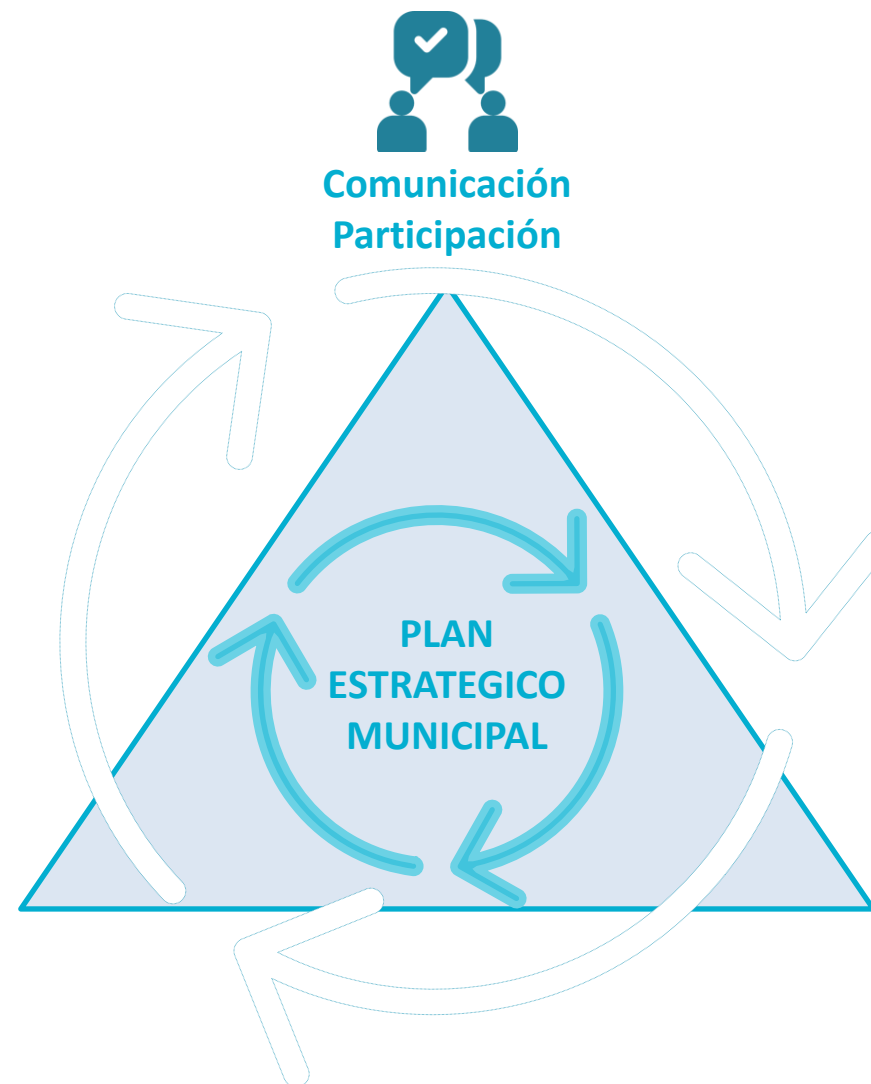 Comunicación
Participación
PLAN
ESTRATEGICO
MUNICIPAL